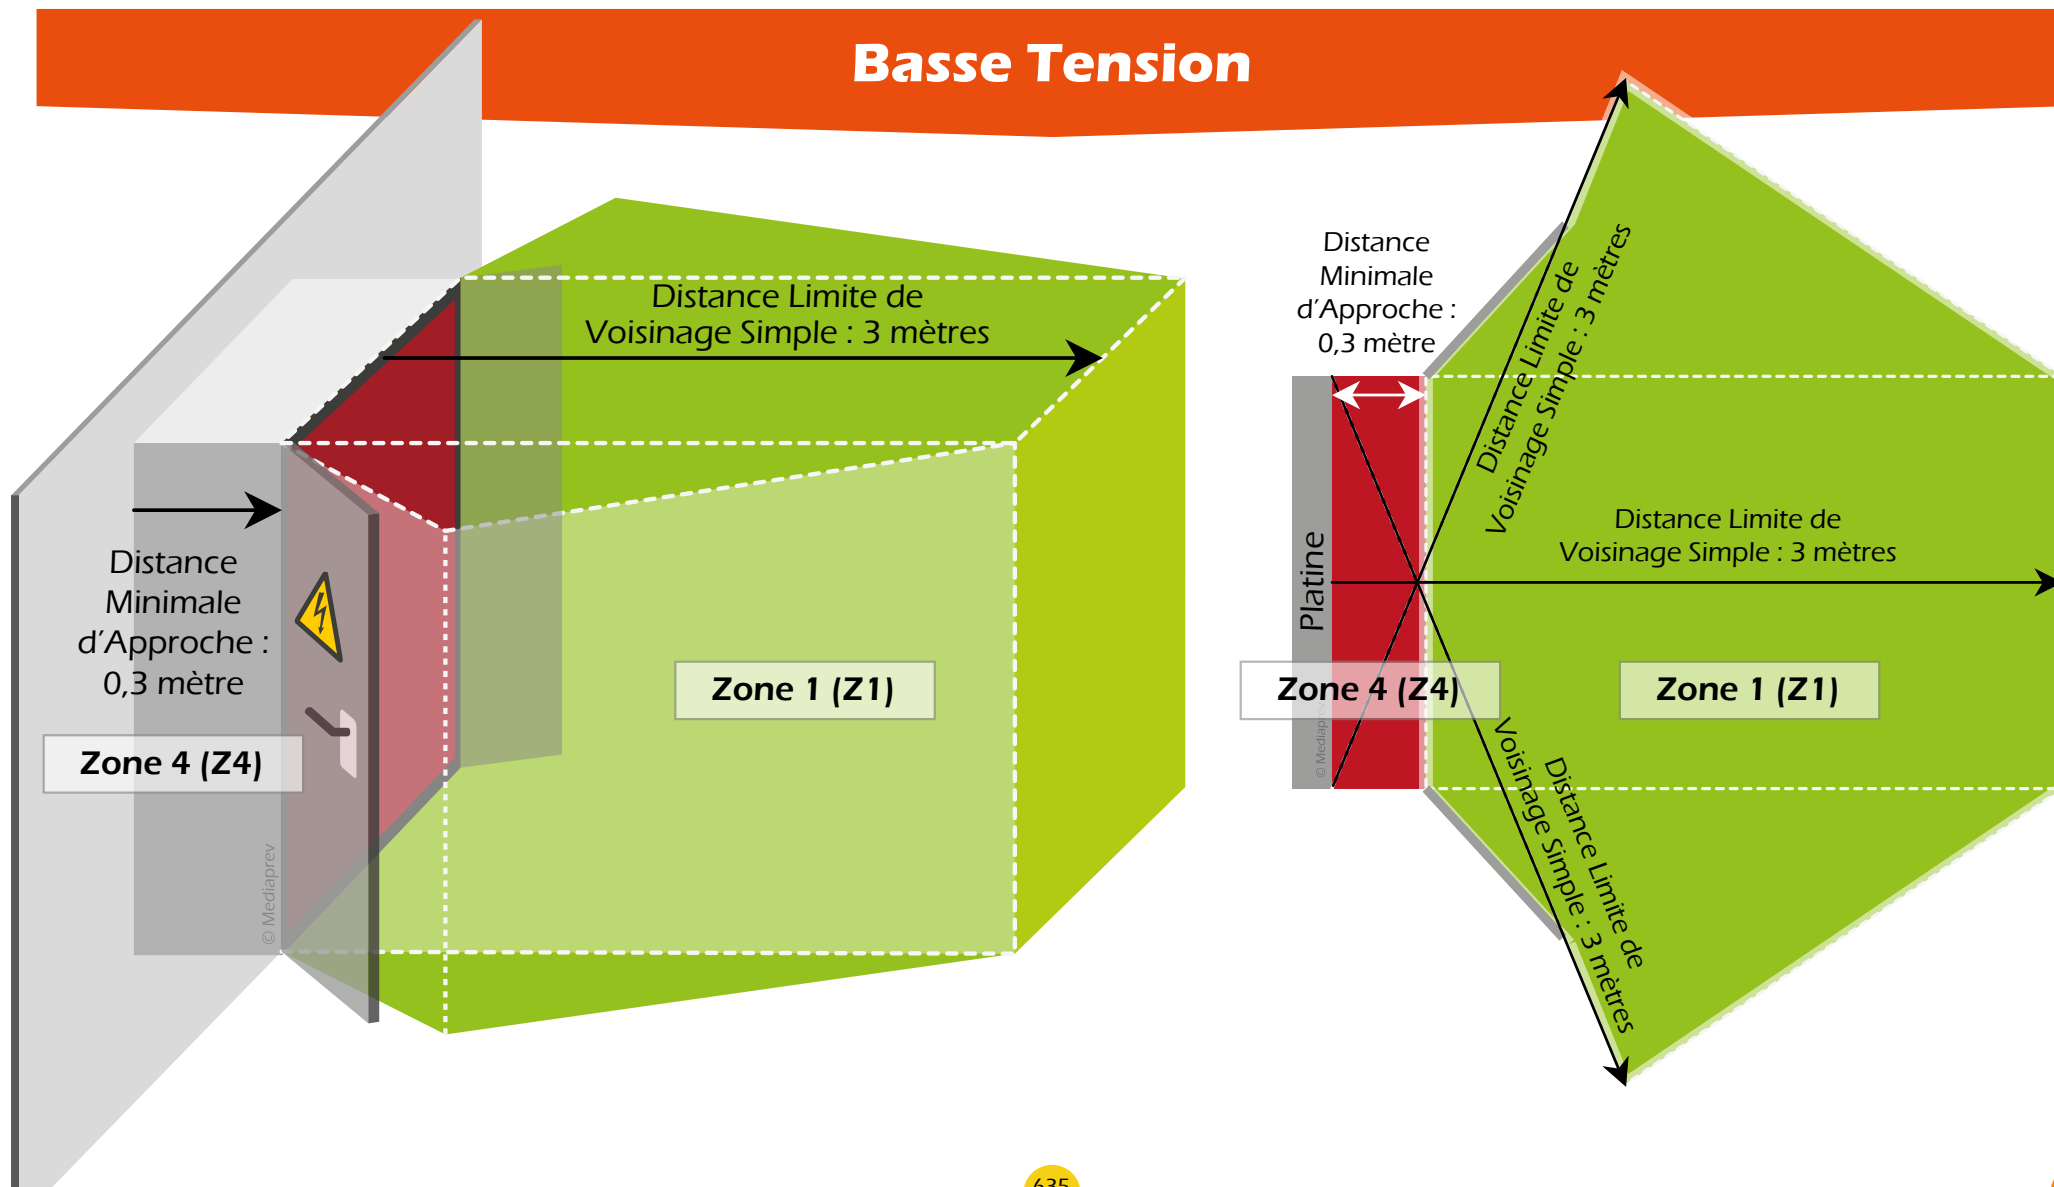 Basse Tension
Distance Limite de
Voisinage Simple : 3 mètres
Distance
Minimale
d'Approche :
0,3 mètre
Zone 4 (Z4)
© Mediaprev
Zone 1 (Z1)
Distance
Minimale
d'Approche :
0,3 mètre
Distance Limite de
Voisinage Simple : 3 mètres
Distance Limite de
Voisinage Simple : 3 mètres
Platine
Zone 4 (Z4)
© Mediaprev
Zone 1 (Z1)
Distance Limite de
Voisinage Simple : 3 mètres
635